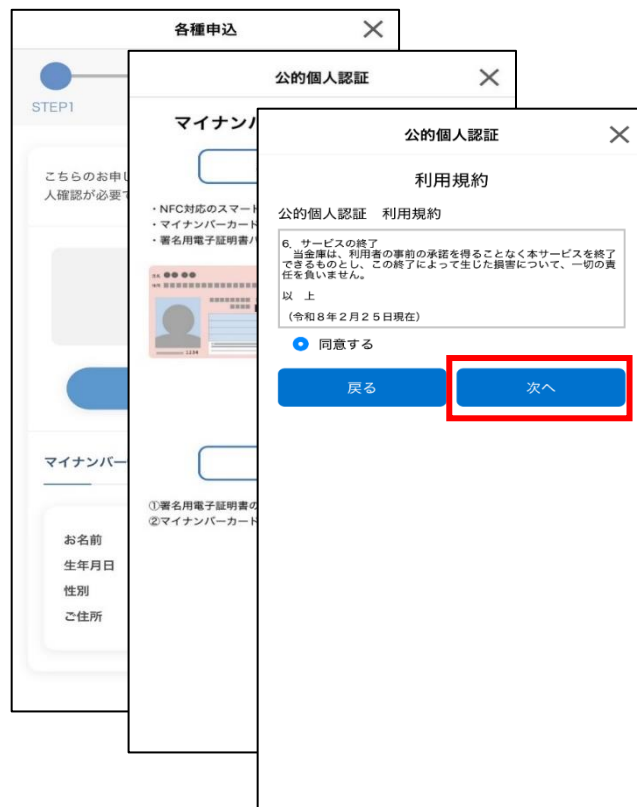 各種申込
STEP1
こちらのお申し
人確認が必要で
マイナンバー
お名前
生年月日
性別
ご住所
公的個人認証
マイナンバ
・NFC対応のスマート
・マイナンバーカード
・署名用電子証明書パ
氏名
住所
1234
①署名用電子証明書の
②マイナンバーカード
公的個人認証
利用規約
公的個人認証 利用規約
6. サービスの終了
当金庫は、利用者の事前の承諾を得ることなく本サービスを終了
できるものとし、この終了によって生じた損害について、一切の責
任を負いません。
以 上
(令和8年2月25日現在)
同意する
戻る
次へ